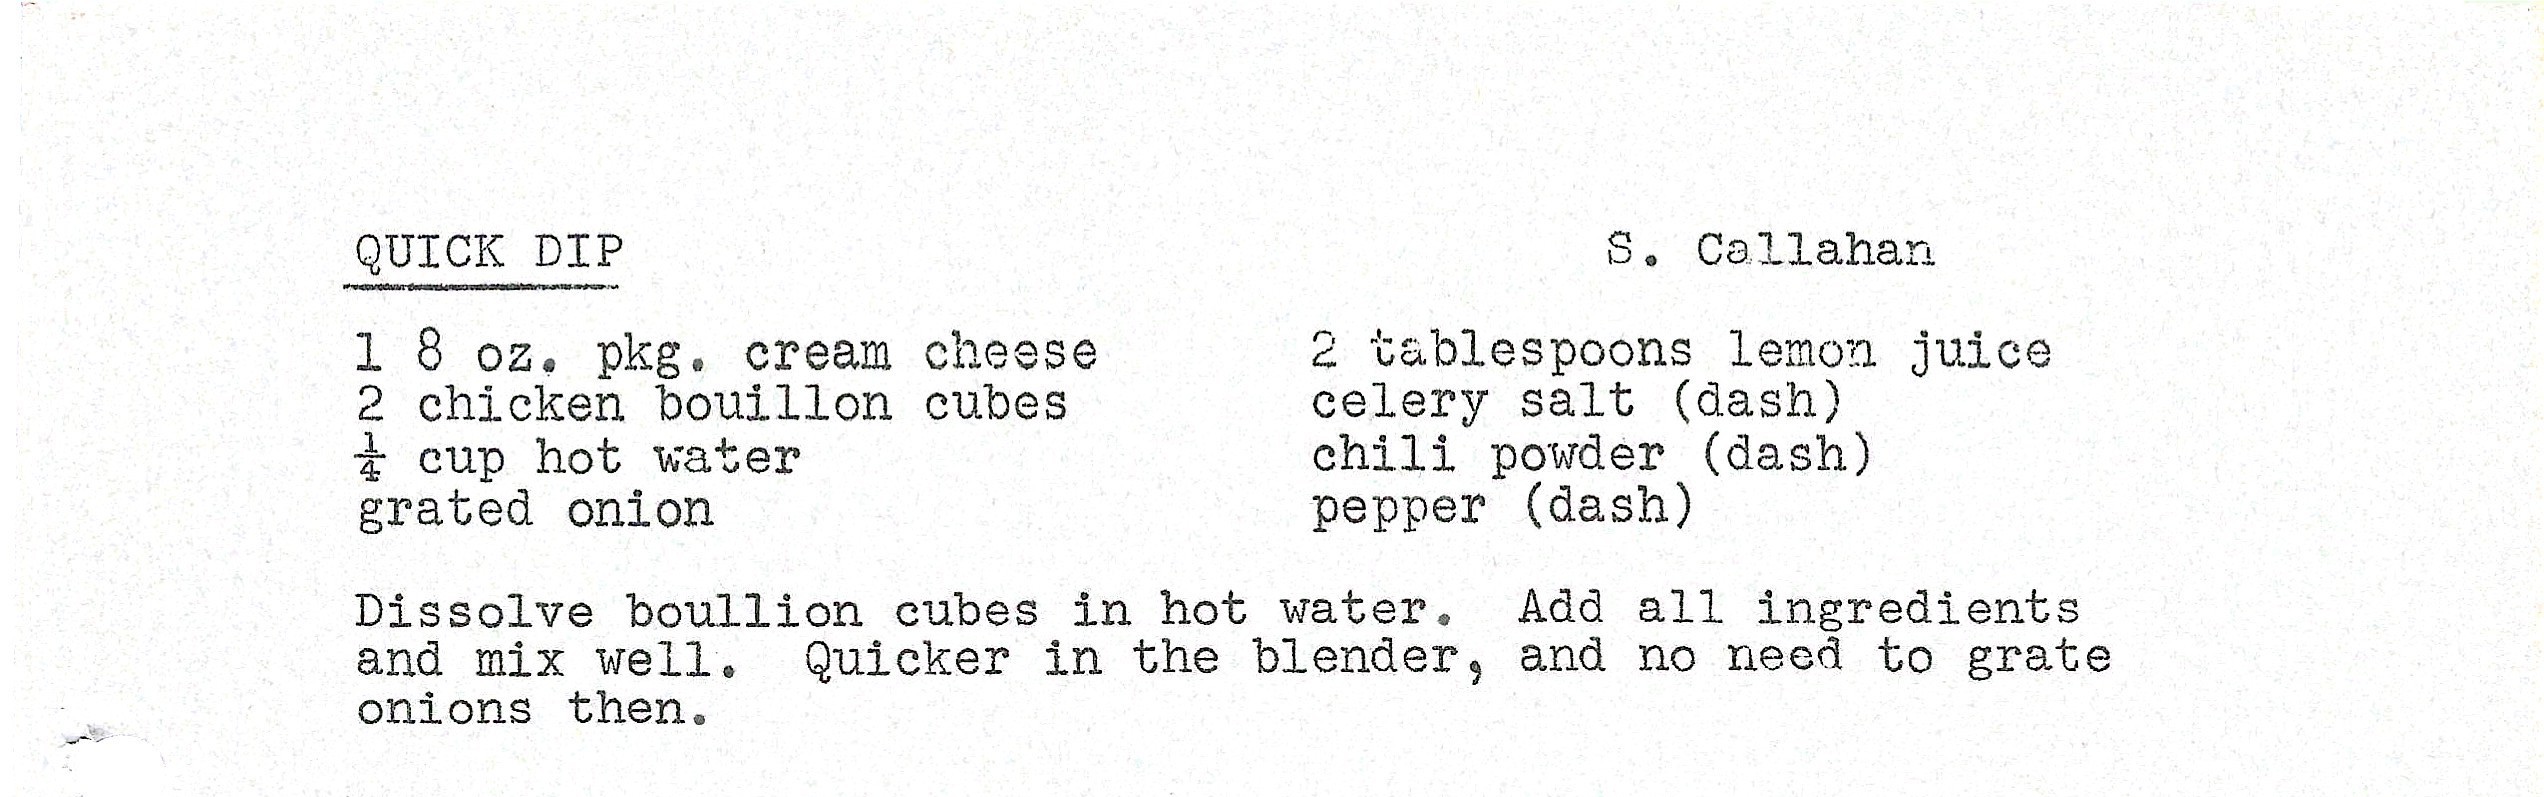 QUICK DIP S. Callahan
1 8 oz. pkg. cream cheese 2 tablespoons lemon juice
2 chicken bouillon cubes celery salt (dash)
¼ cup hot water chili powder (dash)
grated onion pepper (dash)
Dissolve boullion cubes in hot water. Add all ingredients
and mix well. Quicker in the blender, and no need to grate
onions then.